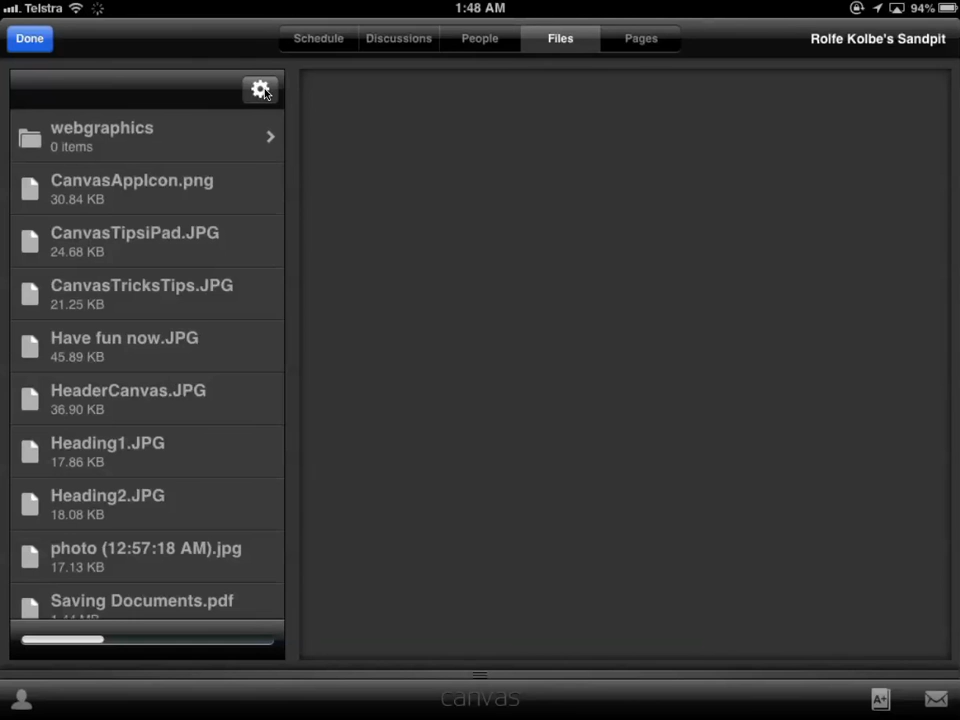 Telstra
1:48 AM
94%
Done
Schedule
Discussions
People
Files
Pages
Rolfe Kolbe's Sandpit
webgraphics
0 items
CanvasAppIcon.png
30.84 KB
CanvasTipsiPad.JPG
24.68 KB
CanvasTricksTips.JPG
21.25 KB
Have fun now.JPG
45.89 KB
HeaderCanvas.JPG
36.90 KB
Heading1.JPG
17.86 KB
Heading2.JPG
18.08 KB
photo (12:57:18 AM).jpg
17.13 KB
Saving Documents.pdf
canvas
A+